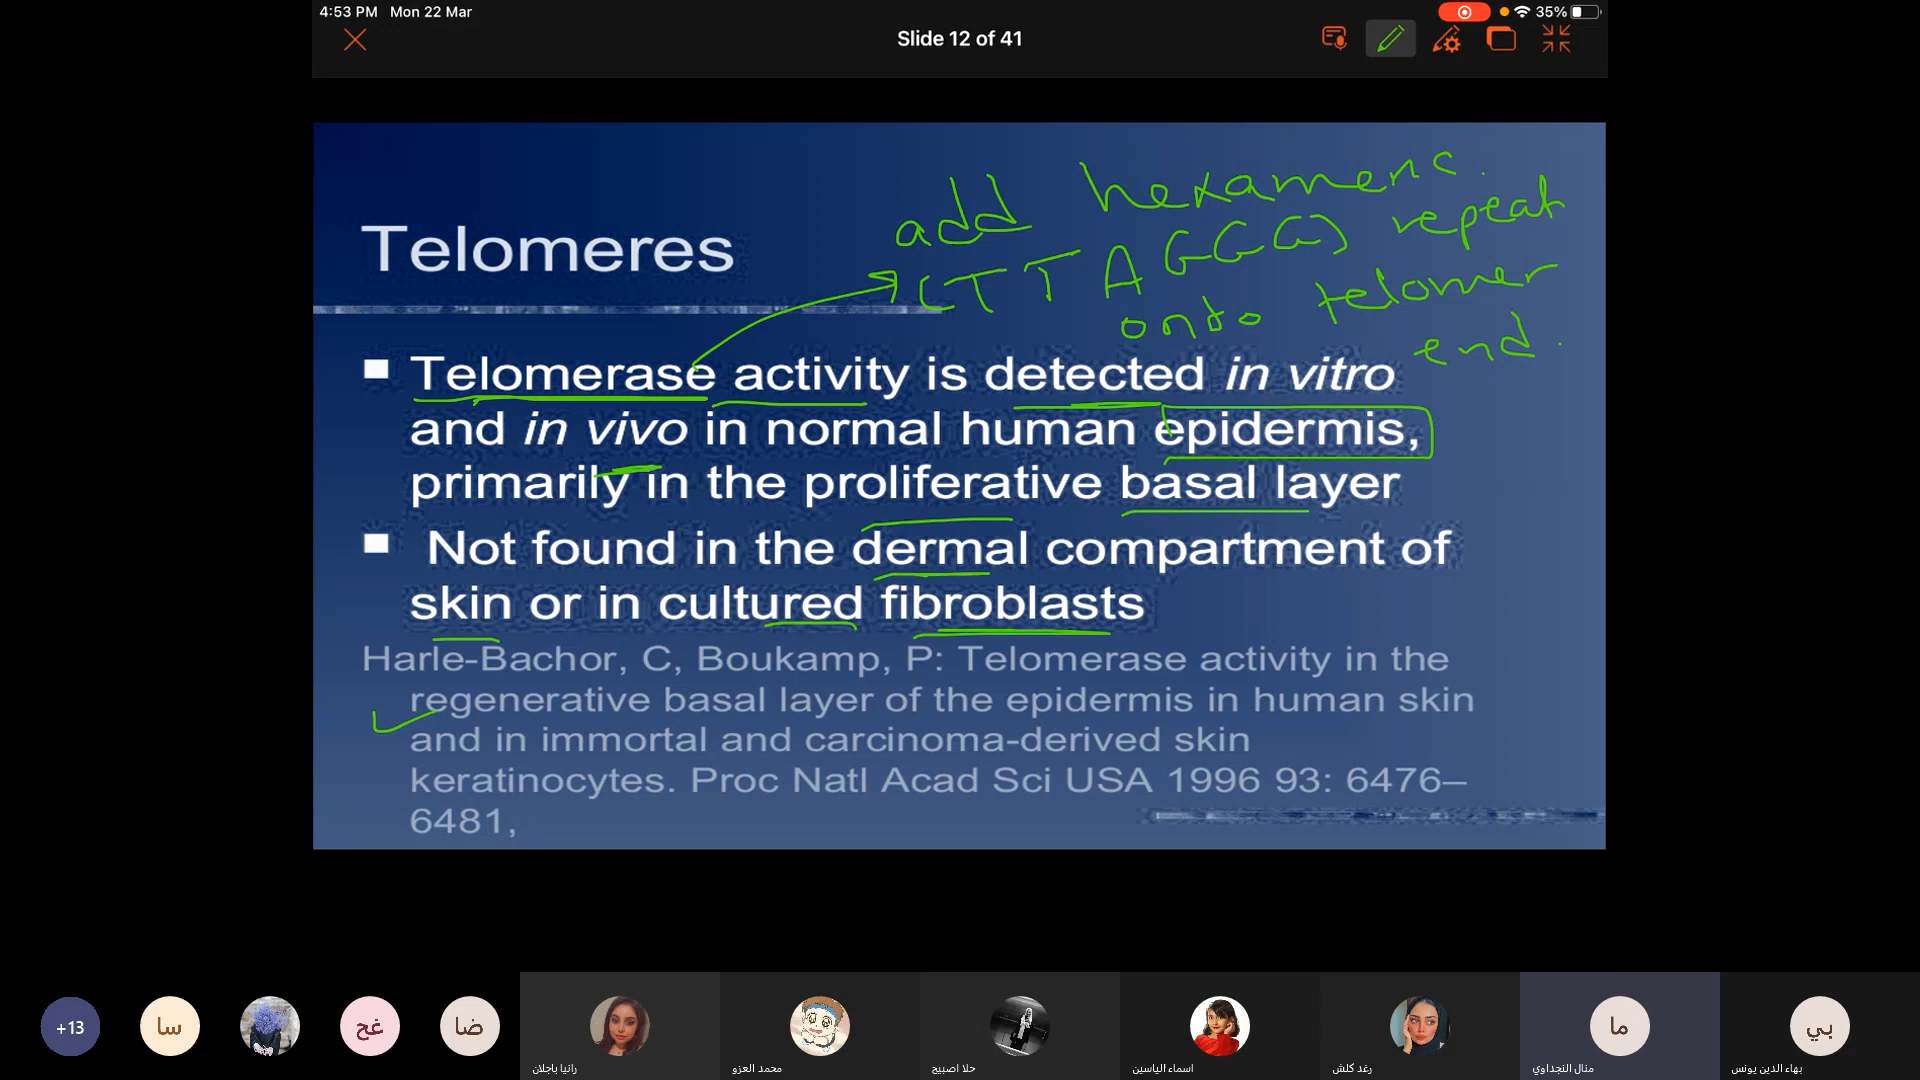 4:53 PM Mon 22 Mar
35%
Slide 12 of 41
add hexameric
(TTAGGG) repeat
onto telomer
end.
Telomeres
Telomerase activity is detected in vitro
and in vivo in normal human epidermis,
primarily in the proliferative basal layer
Not found in the dermal compartment of
skin or in cultured fibroblasts
Harle-Bachor, C, Boukamp, P: Telomerase activity in the
regenerative basal layer of the epidermis in human skin
and in immortal and carcinoma-derived skin
keratinocytes. Proc Natl Acad Sci USA 1996 93: 6476–
6481,
+13
سا
غح
ضا
ما
بي
رانيا باجلان
محمد العزو
حلا اصبيح
اسماء الياسين
رغد كلش
منال النجداوي
بهاء الدين يونس